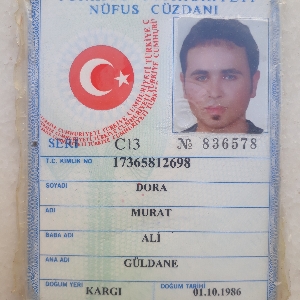 NÜFUS CÜZDANI
SERİ C13 № 836578
T.C. KİMLİK NO 17365812698
SOYADI
DORA
ADI
MURAT
BABA ADI
ALİ
ANA ADI
GÜLDANE
DOĞUM YERİ DOĞUM TARİHİ
KARGI 01.10.1986